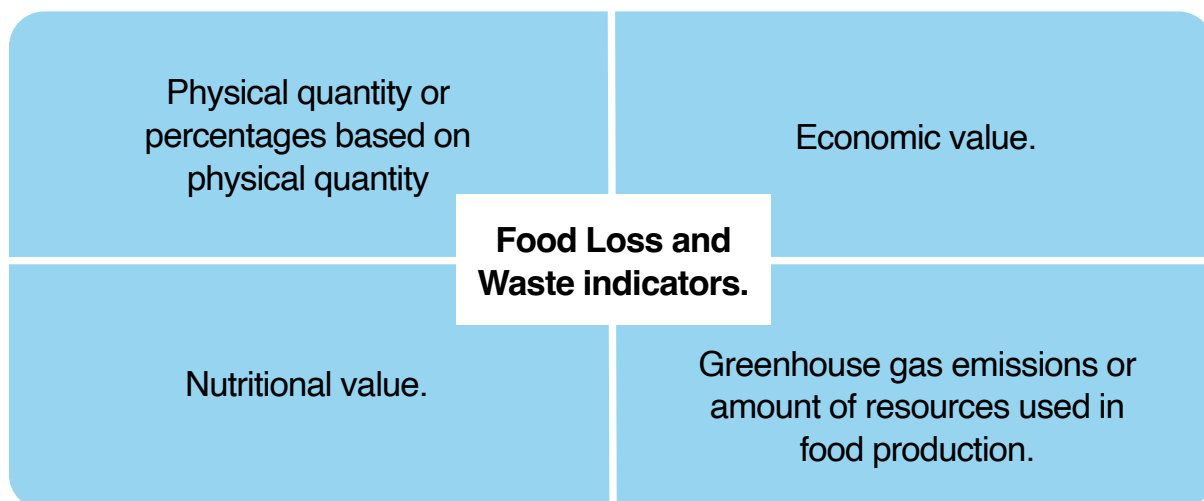 Physical quantity or
percentages based on
physical quantity
Economic value.
Food Loss and
Waste indicators.
Nutritional value.
Greenhouse gas emissions or
amount of resources used in
food production.